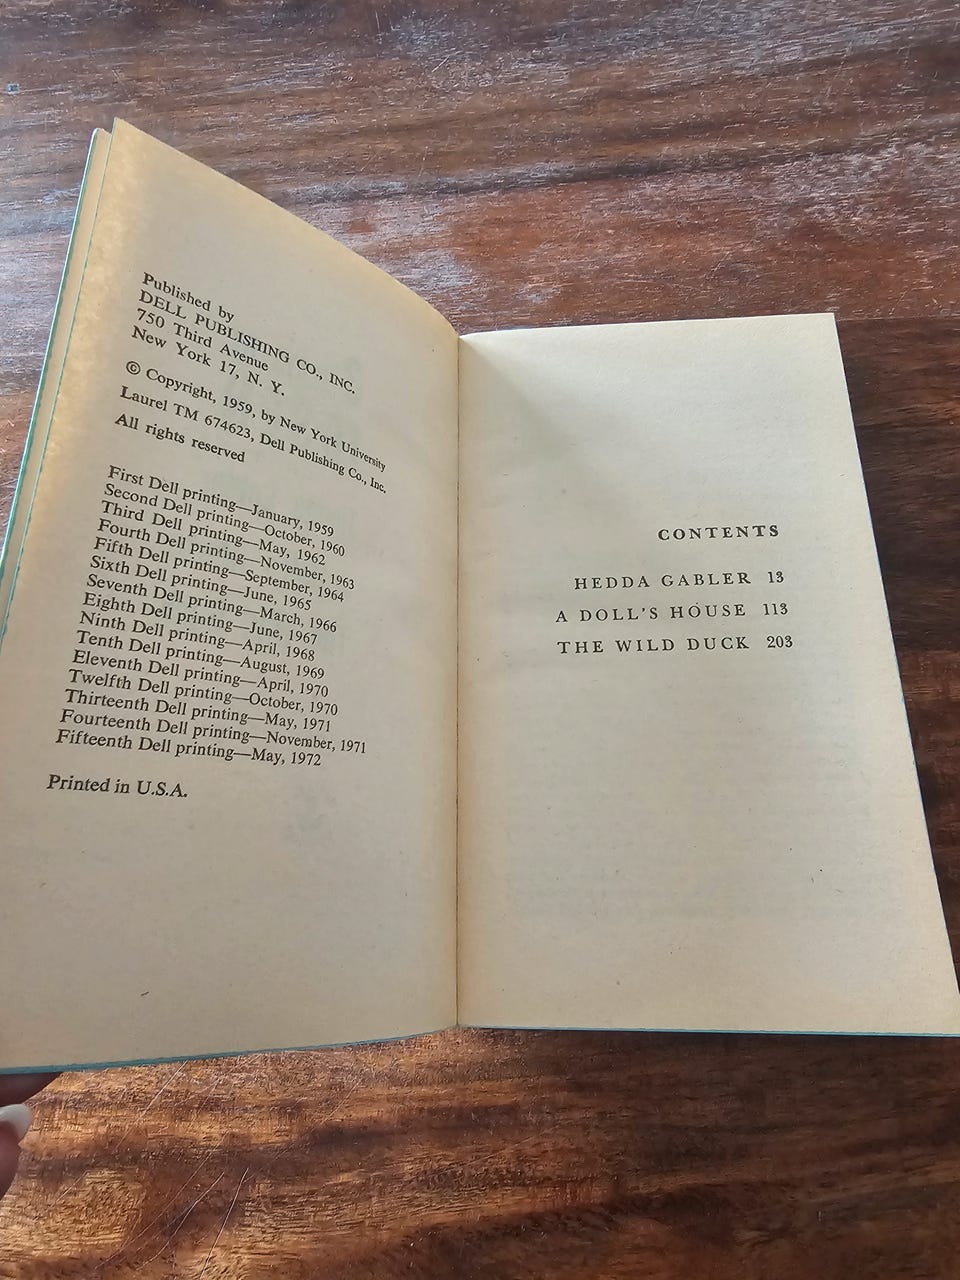 Published by
DELL PUBLISHING CO., INC.
750 Third Avenue
New York 17, N. Y.
© Copyright, 1959, by New York University
Laurel TM 674623, Dell Publishing Co., Inc.
All rights reserved
First Dell printing—January, 1959
Second Dell printing—October, 1960
Third Dell printing—May, 1962
Fourth Dell printing—November, 1963
Fifth Dell printing—September, 1964
Sixth Dell printing—June, 1965
Seventh Dell printing—March, 1966
Eighth Dell printing—June, 1967
Ninth Dell printing—April, 1968
Tenth Dell printing—August, 1969
Eleventh Dell printing—April, 1970
Twelfth Dell printing—October, 1970
Thirteenth Dell printing—May, 1971
Fourteenth Dell printing—November, 1971
Fifteenth Dell printing—May, 1972
Printed in U.S.A.
CONTENTS
HEDDA GABLER 13
A DOLL'S HOUSE 113
THE WILD DUCK 203